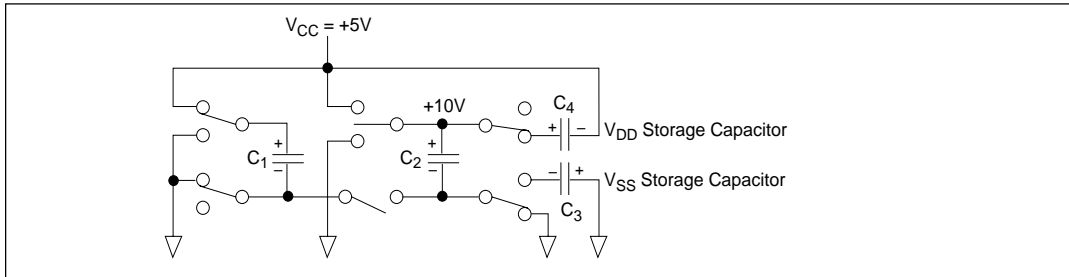 V_CC = +5V
+10V
C_4
+ −
V_DD Storage Capacitor
+
C_1
−
+
C_2
−
− +
V_SS Storage Capacitor
C_3